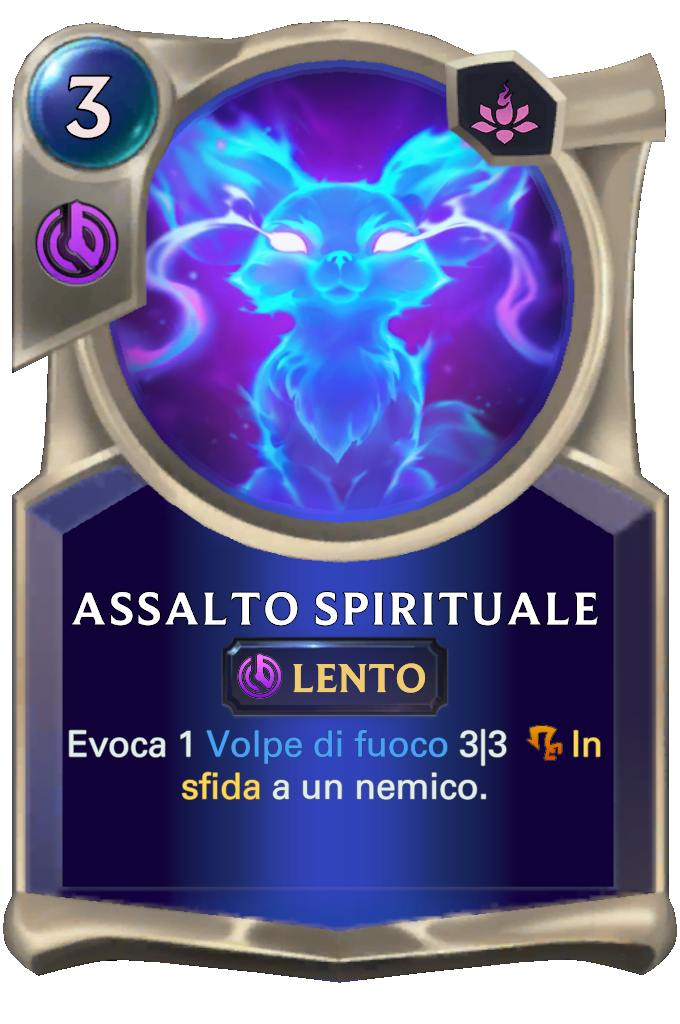 3
ASSALTO SPIRITUALE
LENTO
Evoca 1 Volpe di fuoco 3|3 In
sfida a un nemico.